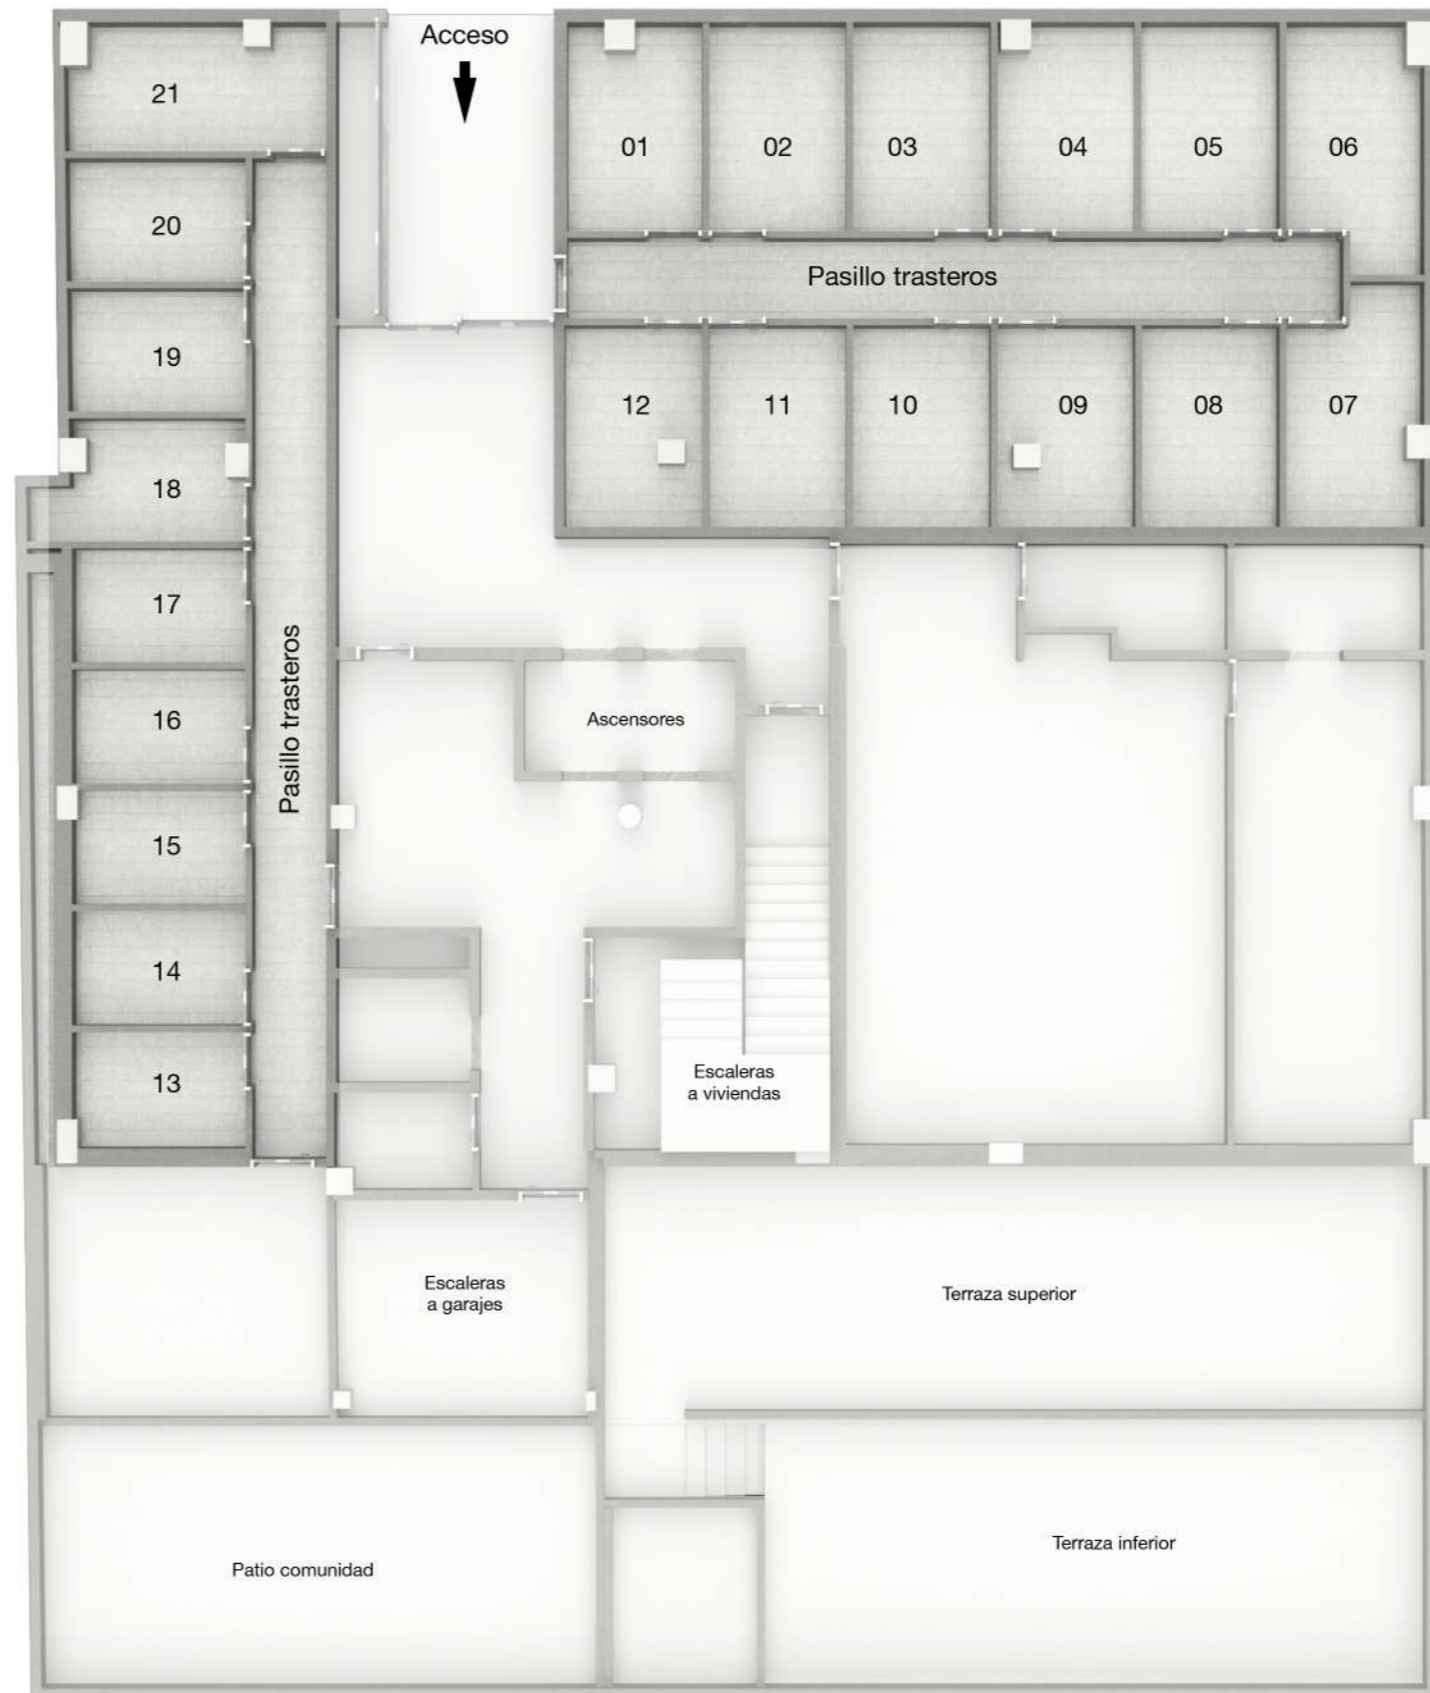 Acceso
21
01 02 03 04 05 06
20
Pasillo trasteros
19
12 11 10 09 08 07
18
17
Pasillo trasteros
16
Ascensores
15
14
13
Escaleras
a viviendas
Escaleras
a garajes
Terraza superior
Terraza inferior
Patio comunidad